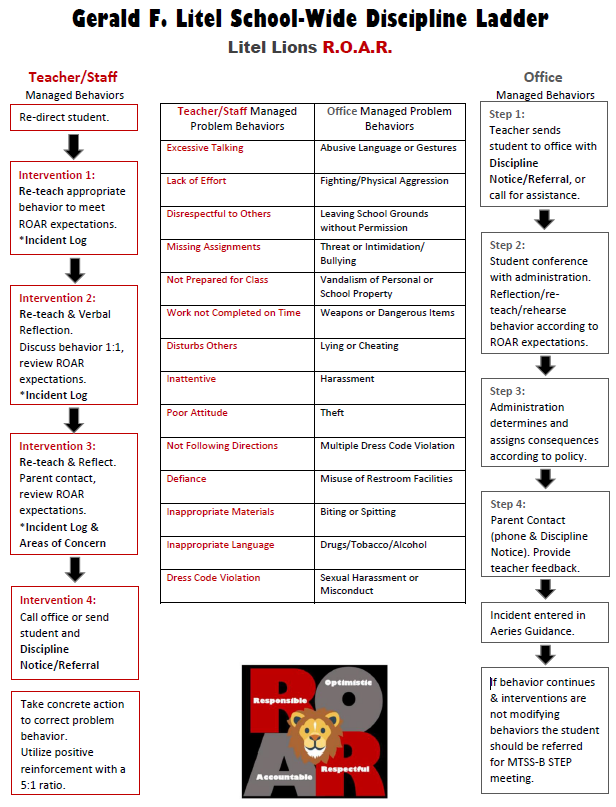 Gerald F. Litel School-Wide Discipline Ladder
Litel Lions R.O.A.R.
Teacher/Staff
Managed Behaviors
Re-direct student.
Intervention 1:
Re-teach appropriate
behavior to meet
ROAR expectations.
*Incident Log
Intervention 2:
Re-teach & Verbal
Reflection.
Discuss behavior 1:1,
review ROAR
expectations.
*Incident Log
Intervention 3:
Re-teach & Reflect.
Parent contact,
review ROAR
expectations.
*Incident Log &
Areas of Concern
Intervention 4:
Call office or send
student and
Discipline
Notice/Referral
Take concrete action
to correct problem
behavior.
Utilize positive
reinforcement with a
5:1 ratio.
Teacher/Staff Managed
Problem Behaviors
Office Managed Problem
Behaviors
Excessive Talking
Abusive Language or Gestures
Lack of Effort
Fighting/Physical Aggression
Disrespectful to Others
Leaving School Grounds
without Permission
Missing Assignments
Threat or Intimidation/
Bullying
Not Prepared for Class
Vandalism of Personal or
School Property
Work not Completed on Time
Weapons or Dangerous Items
Disturbs Others
Lying or Cheating
Inattentive
Harassment
Poor Attitude
Theft
Not Following Directions
Multiple Dress Code Violation
Defiance
Misuse of Restroom Facilities
Inappropriate Materials
Biting or Spitting
Inappropriate Language
Drugs/Tobacco/Alcohol
Dress Code Violation
Sexual Harassment or
Misconduct
R O A R
Responsible
Optimistic
Accountable
Respectful
Office
Managed Behaviors
Step 1:
Teacher sends
student to office with
Discipline
Notice/Referral, or
call for assistance.
Step 2:
Student conference
with administration.
Reflection/re-
teach/rehearse
behavior according to
ROAR expectations.
Step 3:
Administration
determines and
assigns consequences
according to policy.
Step 4:
Parent Contact
(phone & Discipline
Notice). Provide
teacher feedback.
Incident entered in
Aeries Guidance.
If behavior continues
& interventions are
not modifying
behaviors the student
should be referred
for MTSS-B STEP
meeting.